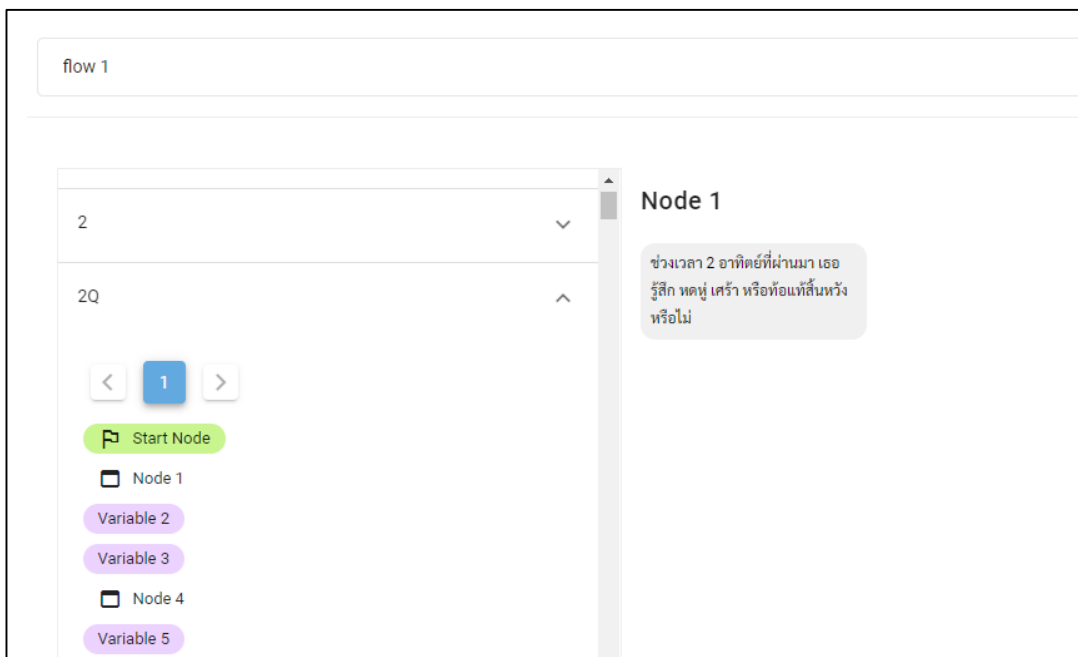 flow 1
2
2Q
1
Start Node
Node 1
Variable 2
Variable 3
Node 4
Variable 5
Node 1
ช่วงเวลา 2 อาทิตย์ที่ผ่านมา เธอ
รู้สึก หดหู่ เศร้า หรือท้อแท้สิ้นหวัง
หรือไม่